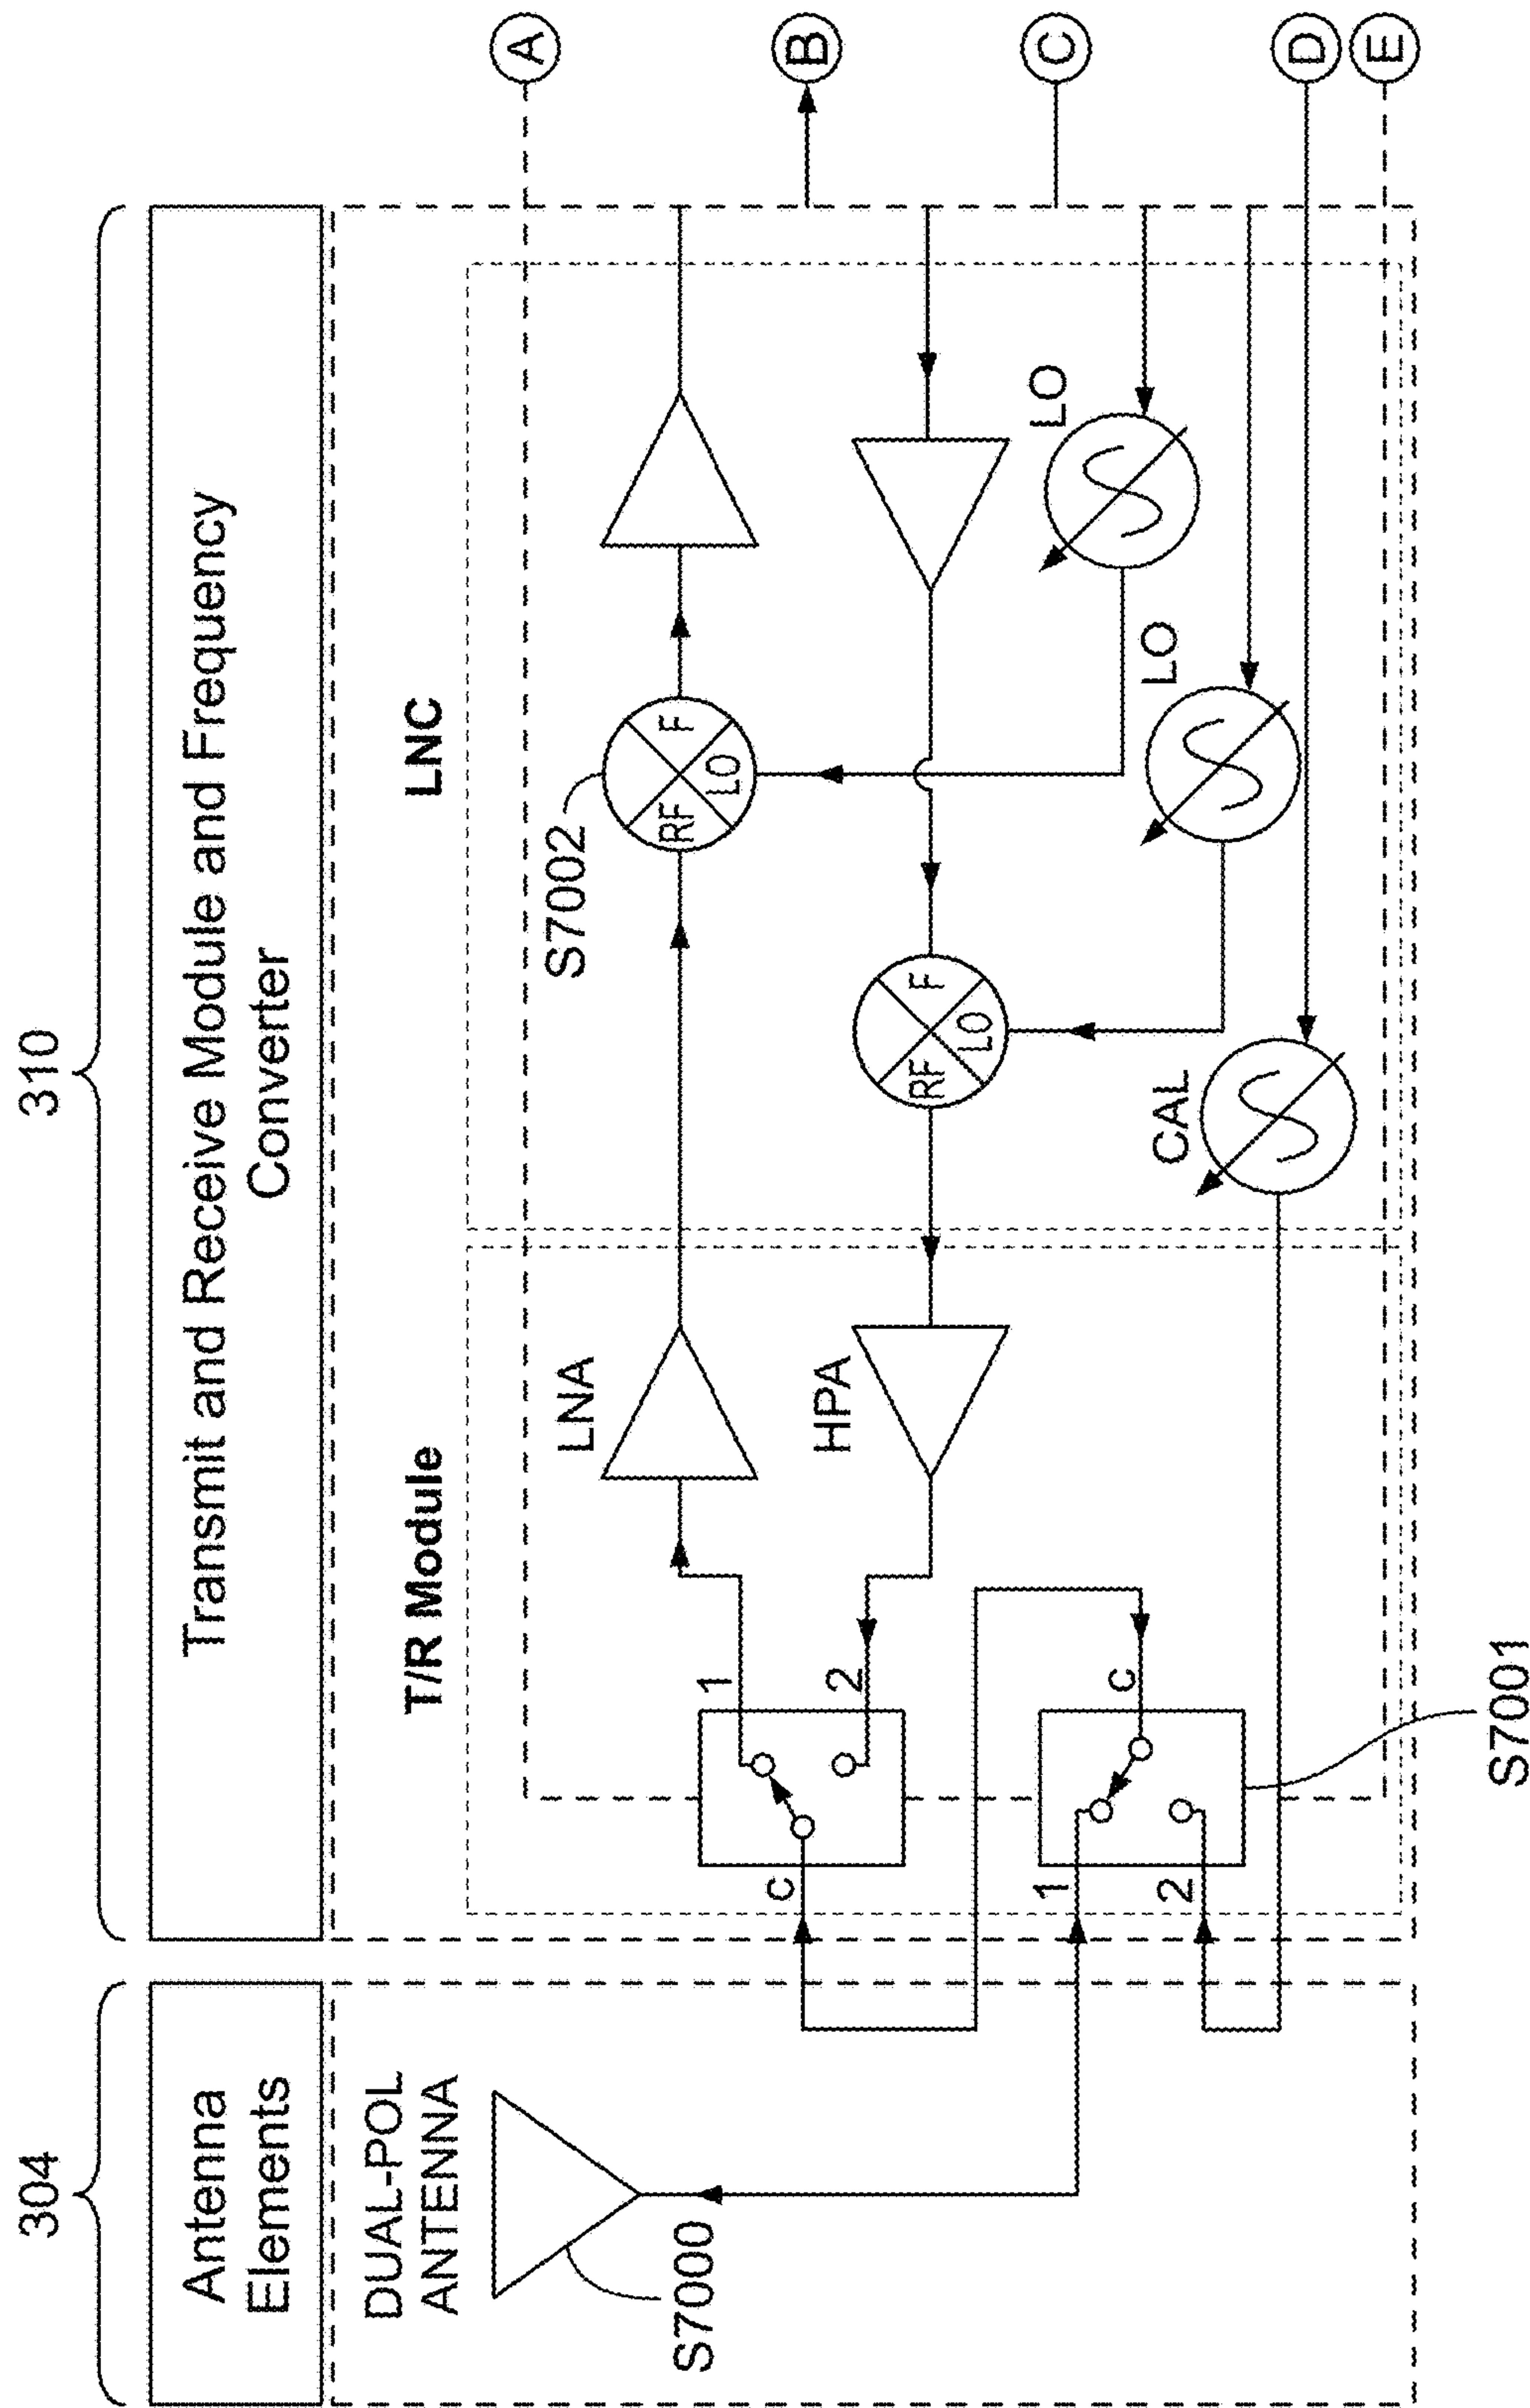 304
310
Antenna
Elements
Transmit and Receive Module and Frequency
Converter
DUAL-POL
ANTENNA
S7000
T/R Module
LNC
c
1
2
1
2
c
S7001
LNA
HPA
S7002
RF
F
LO
RF
F
LO
LO
LO
CAL
A
B
C
D
E